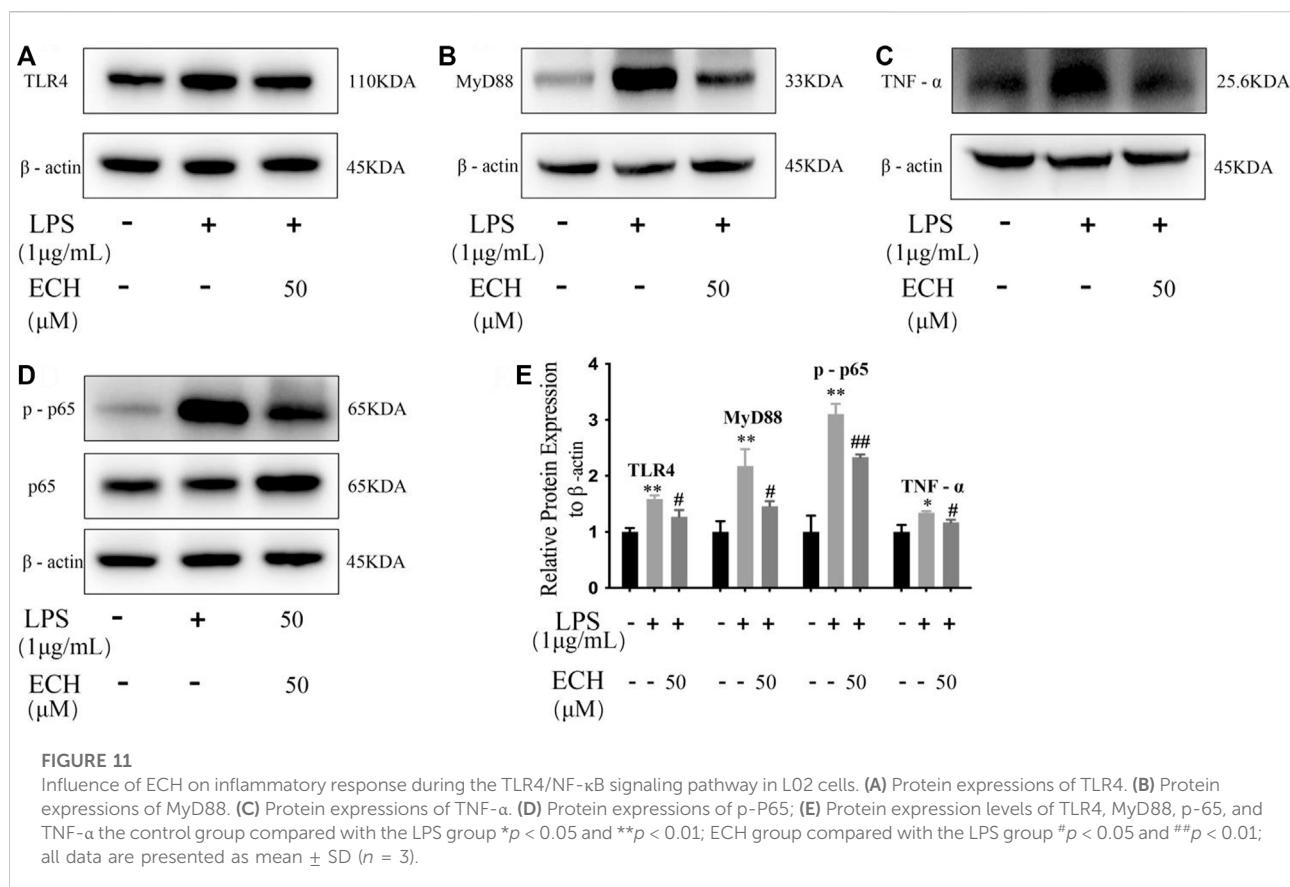 A
TLR4
110KDA
β - actin
45KDA
LPS - + +
(1μg/mL)
ECH - - 50
(μM)
B
MyD88
33KDA
β - actin
45KDA
LPS - + +
(1μg/mL)
ECH - - 50
(μM)
C
TNF - α
25.6KDA
β - actin
45KDA
LPS - + +
(1μg/mL)
ECH - - 50
(μM)
D
p - p65
65KDA
p65
65KDA
β - actin
45KDA
LPS - + 50
(1μg/mL)
ECH - - 50
(μM)
E
Relative Protein Expression
to β-actin
4
3
2
1
0
TLR4
**
#
MyD88
**
#
p - p65
**
##
TNF - α
*
#
LPS - + + - + + - + + - + +
(1μg/mL)
ECH - - 50 - - 50 - - 50 - - 50
(μM)
FIGURE 11
Influence of ECH on inflammatory response during the TLR4/NF-κB signaling pathway in L02 cells. (A) Protein expressions of TLR4. (B) Protein
expressions of MyD88. (C) Protein expressions of TNF-α. (D) Protein expressions of p-P65; (E) Protein expression levels of TLR4, MyD88, p-65, and
TNF-α the control group compared with the LPS group *p < 0.05 and **p < 0.01; ECH group compared with the LPS group #p < 0.05 and ##p < 0.01;
all data are presented as mean ± SD (n = 3).